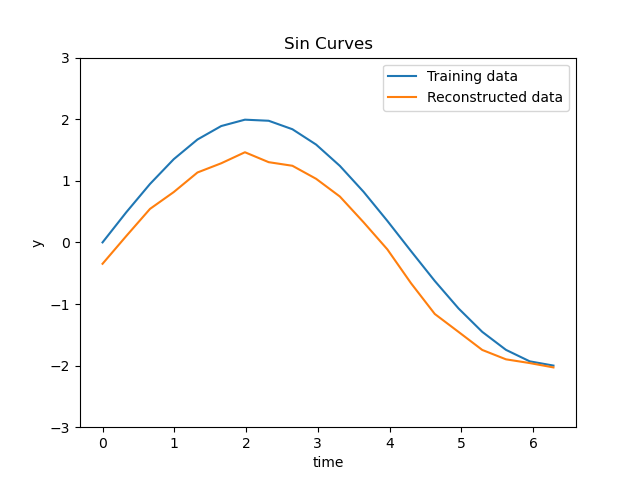 Sin Curves
Training data
Reconstructed data
3
2
1
0
−1
−2
−3
y
0 1 2 3 4 5 6
time